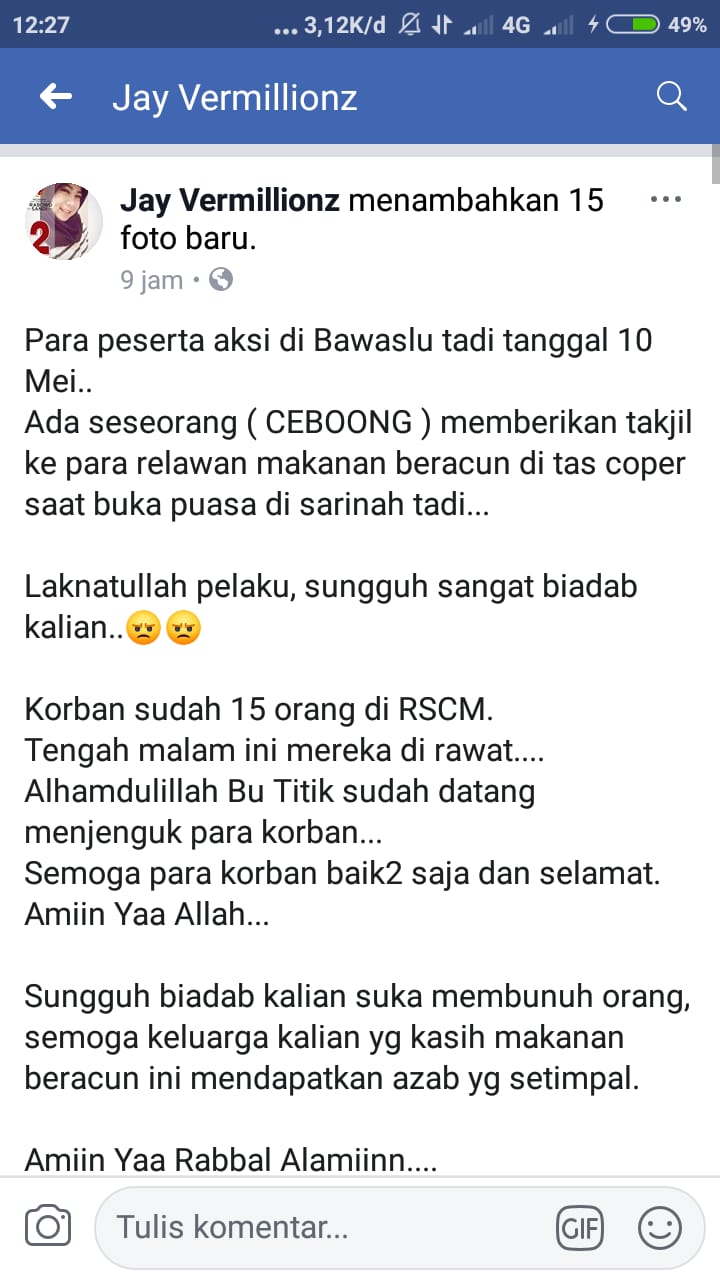 12:27
... 3,12K/d 4G 49%
Jay Vermillionz
Jay Vermillionz menambahkan 15
foto baru.
9 jam
2
Para peserta aksi di Bawaslu tadi tanggal 10
Mei..
Ada seseorang ( CEBOONG ) memberikan takjil
ke para relawan makanan beracun di tas coper
saat buka puasa di sarinah tadi...
Laknatullah pelaku, sungguh sangat biadab
kalian..😡😡
Korban sudah 15 orang di RSCM.
Tengah malam ini mereka di rawat....
Alhamdulillah Bu Titik sudah datang
menjenguk para korban...
Semoga para korban baik2 saja dan selamat.
Amiin Yaa Allah...
Sungguh biadab kalian suka membunuh orang,
semoga keluarga kalian yg kasih makanan
beracun ini mendapatkan azab yg setimpal.
Amiin Yaa Rabbal Alamiinn....
Tulis komentar...
GIF